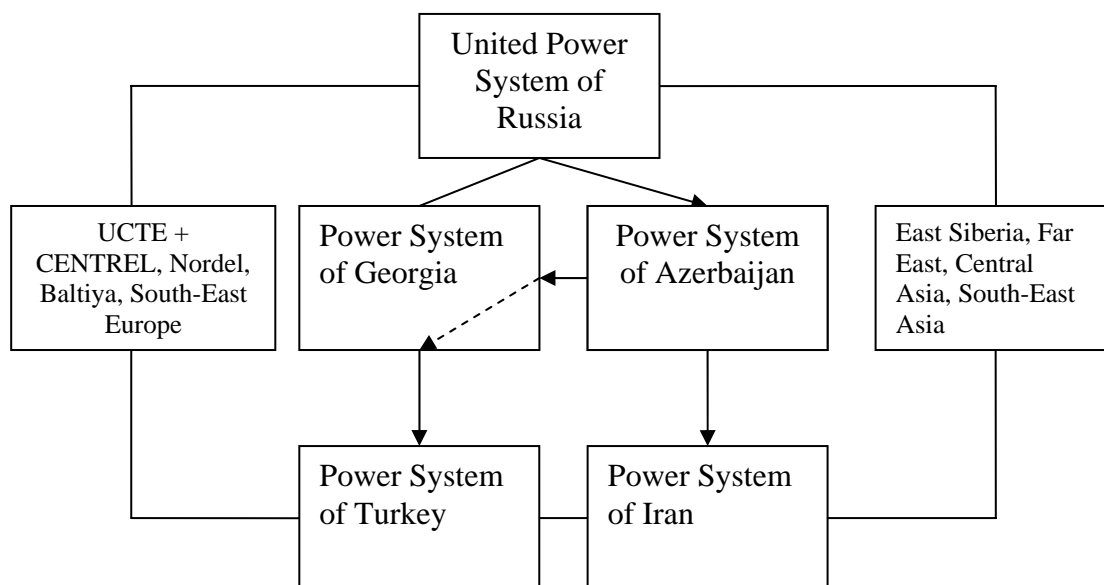 United Power
System of
Russia
UCTE +
CENTREL, Nordel,
Baltiya, South-East
Europe
Power System
of Georgia
Power System
of Azerbaijan
East Siberia, Far
East, Central
Asia, South-East
Asia
Power System
of Turkey
Power System
of Iran